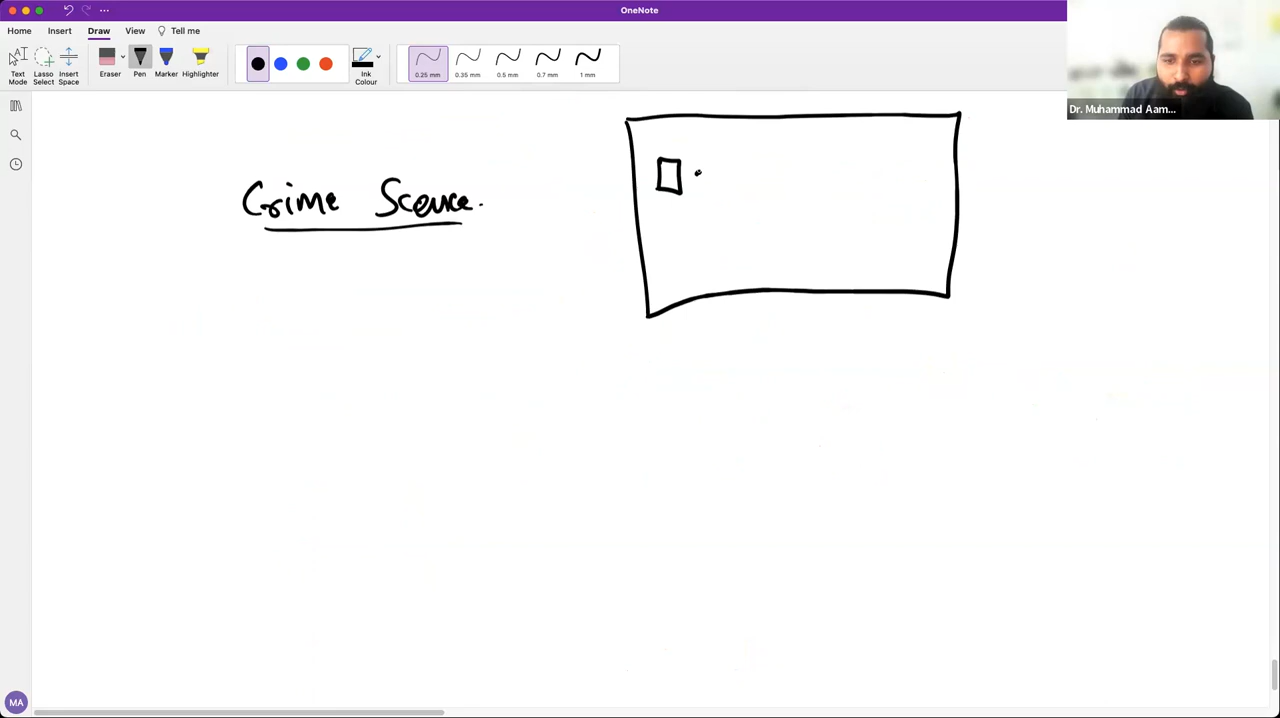 OneNote
Home Insert Draw View Tell me
Text Mode
Lasso Select
Insert Space
Eraser
Pen
Marker
Highlighter
Ink Colour
0.25 mm
0.35 mm
0.5 mm
0.7 mm
1 mm
Dr. Muhammad Aam...
Crime Scence.
MA